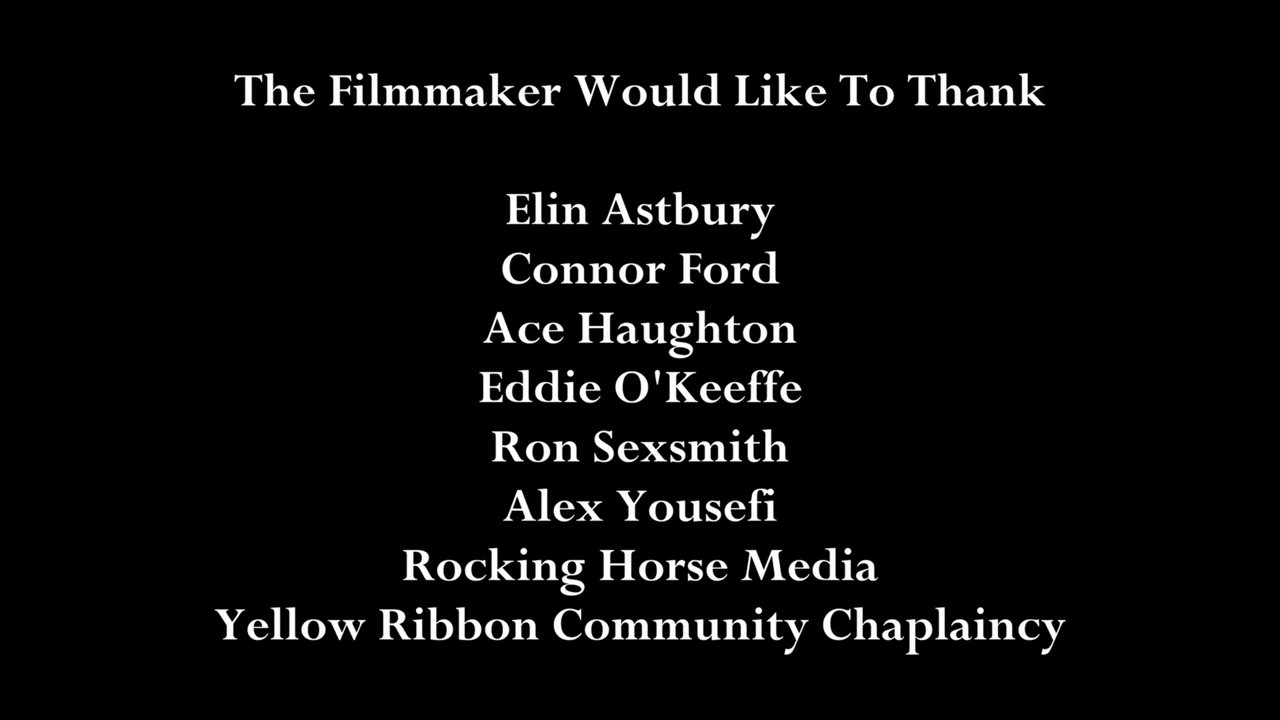 The Filmmaker Would Like To Thank
Elin Astbury
Connor Ford
Ace Haughton
Eddie O'Keeffe
Ron Sexsmith
Alex Yousefi
Rocking Horse Media
Yellow Ribbon Community Chaplaincy